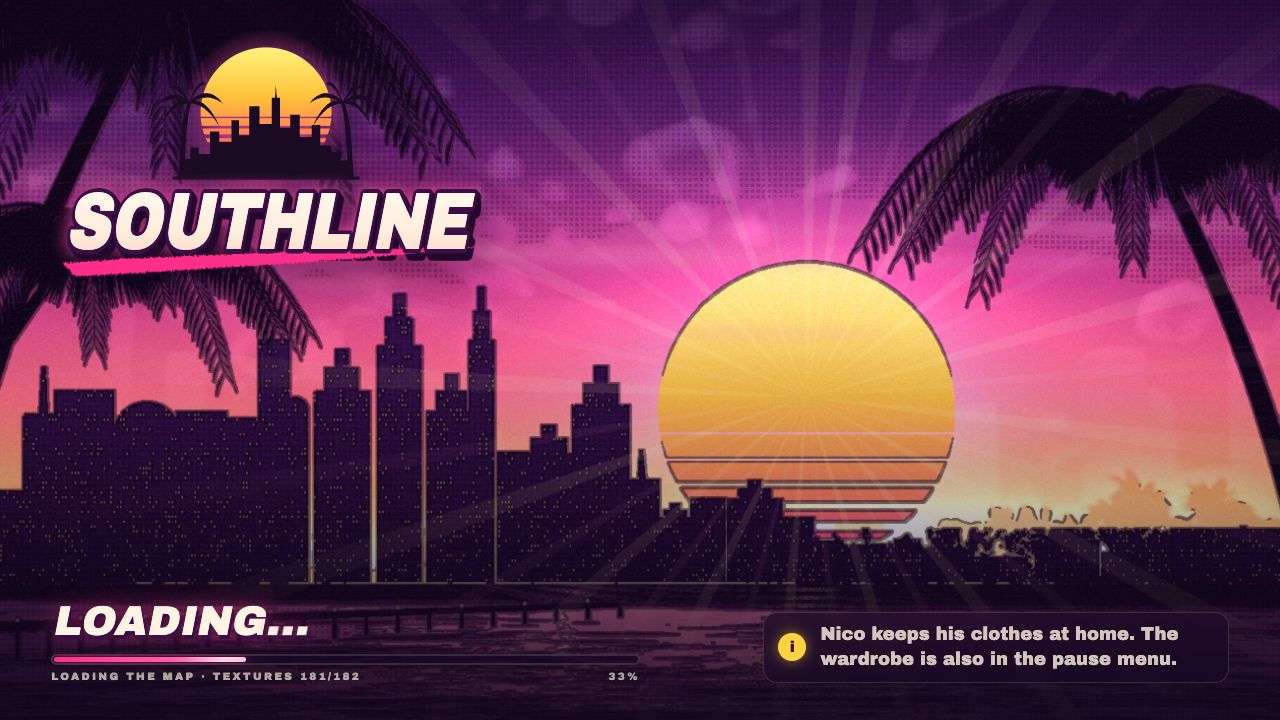 SOUTHLINE
LOADING...
LOADING THE MAP · TEXTURES 181/182
33%
i
Nico keeps his clothes at home. The
wardrobe is also in the pause menu.